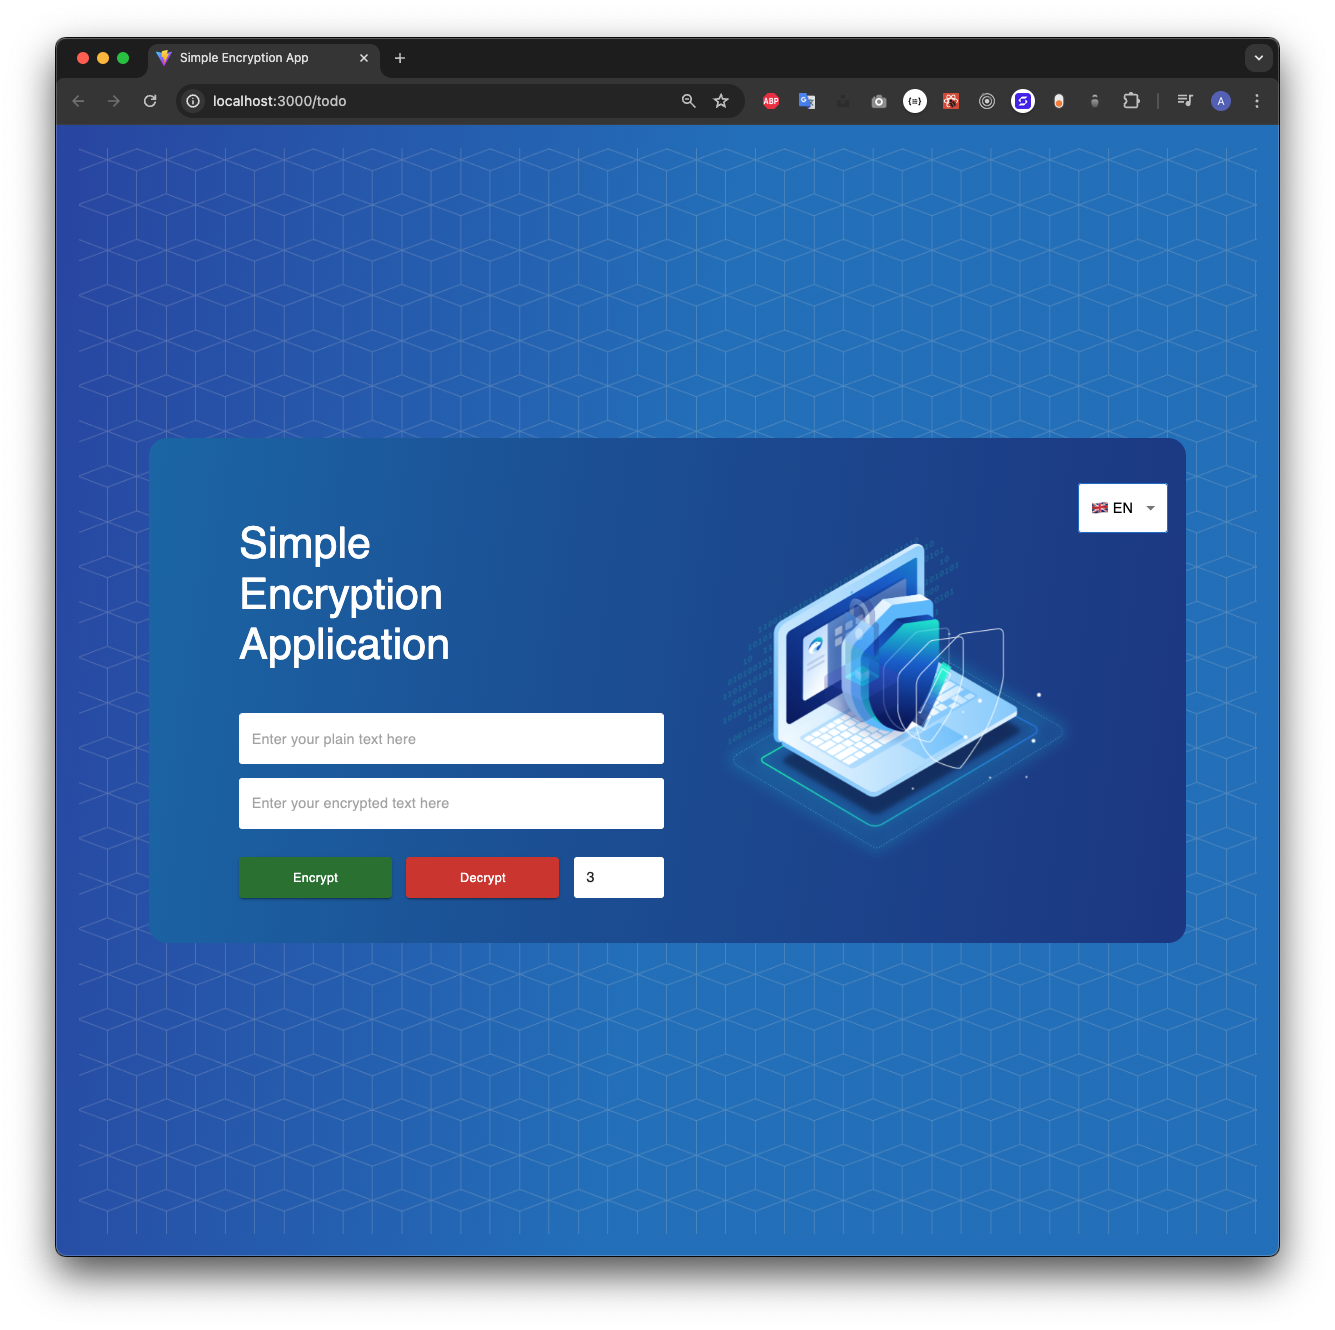 Simple Encryption App
localhost:3000/todo
ABP
A
EN
Simple
Encryption
Application
Enter your plain text here
Enter your encrypted text here
Encrypt
Decrypt
3